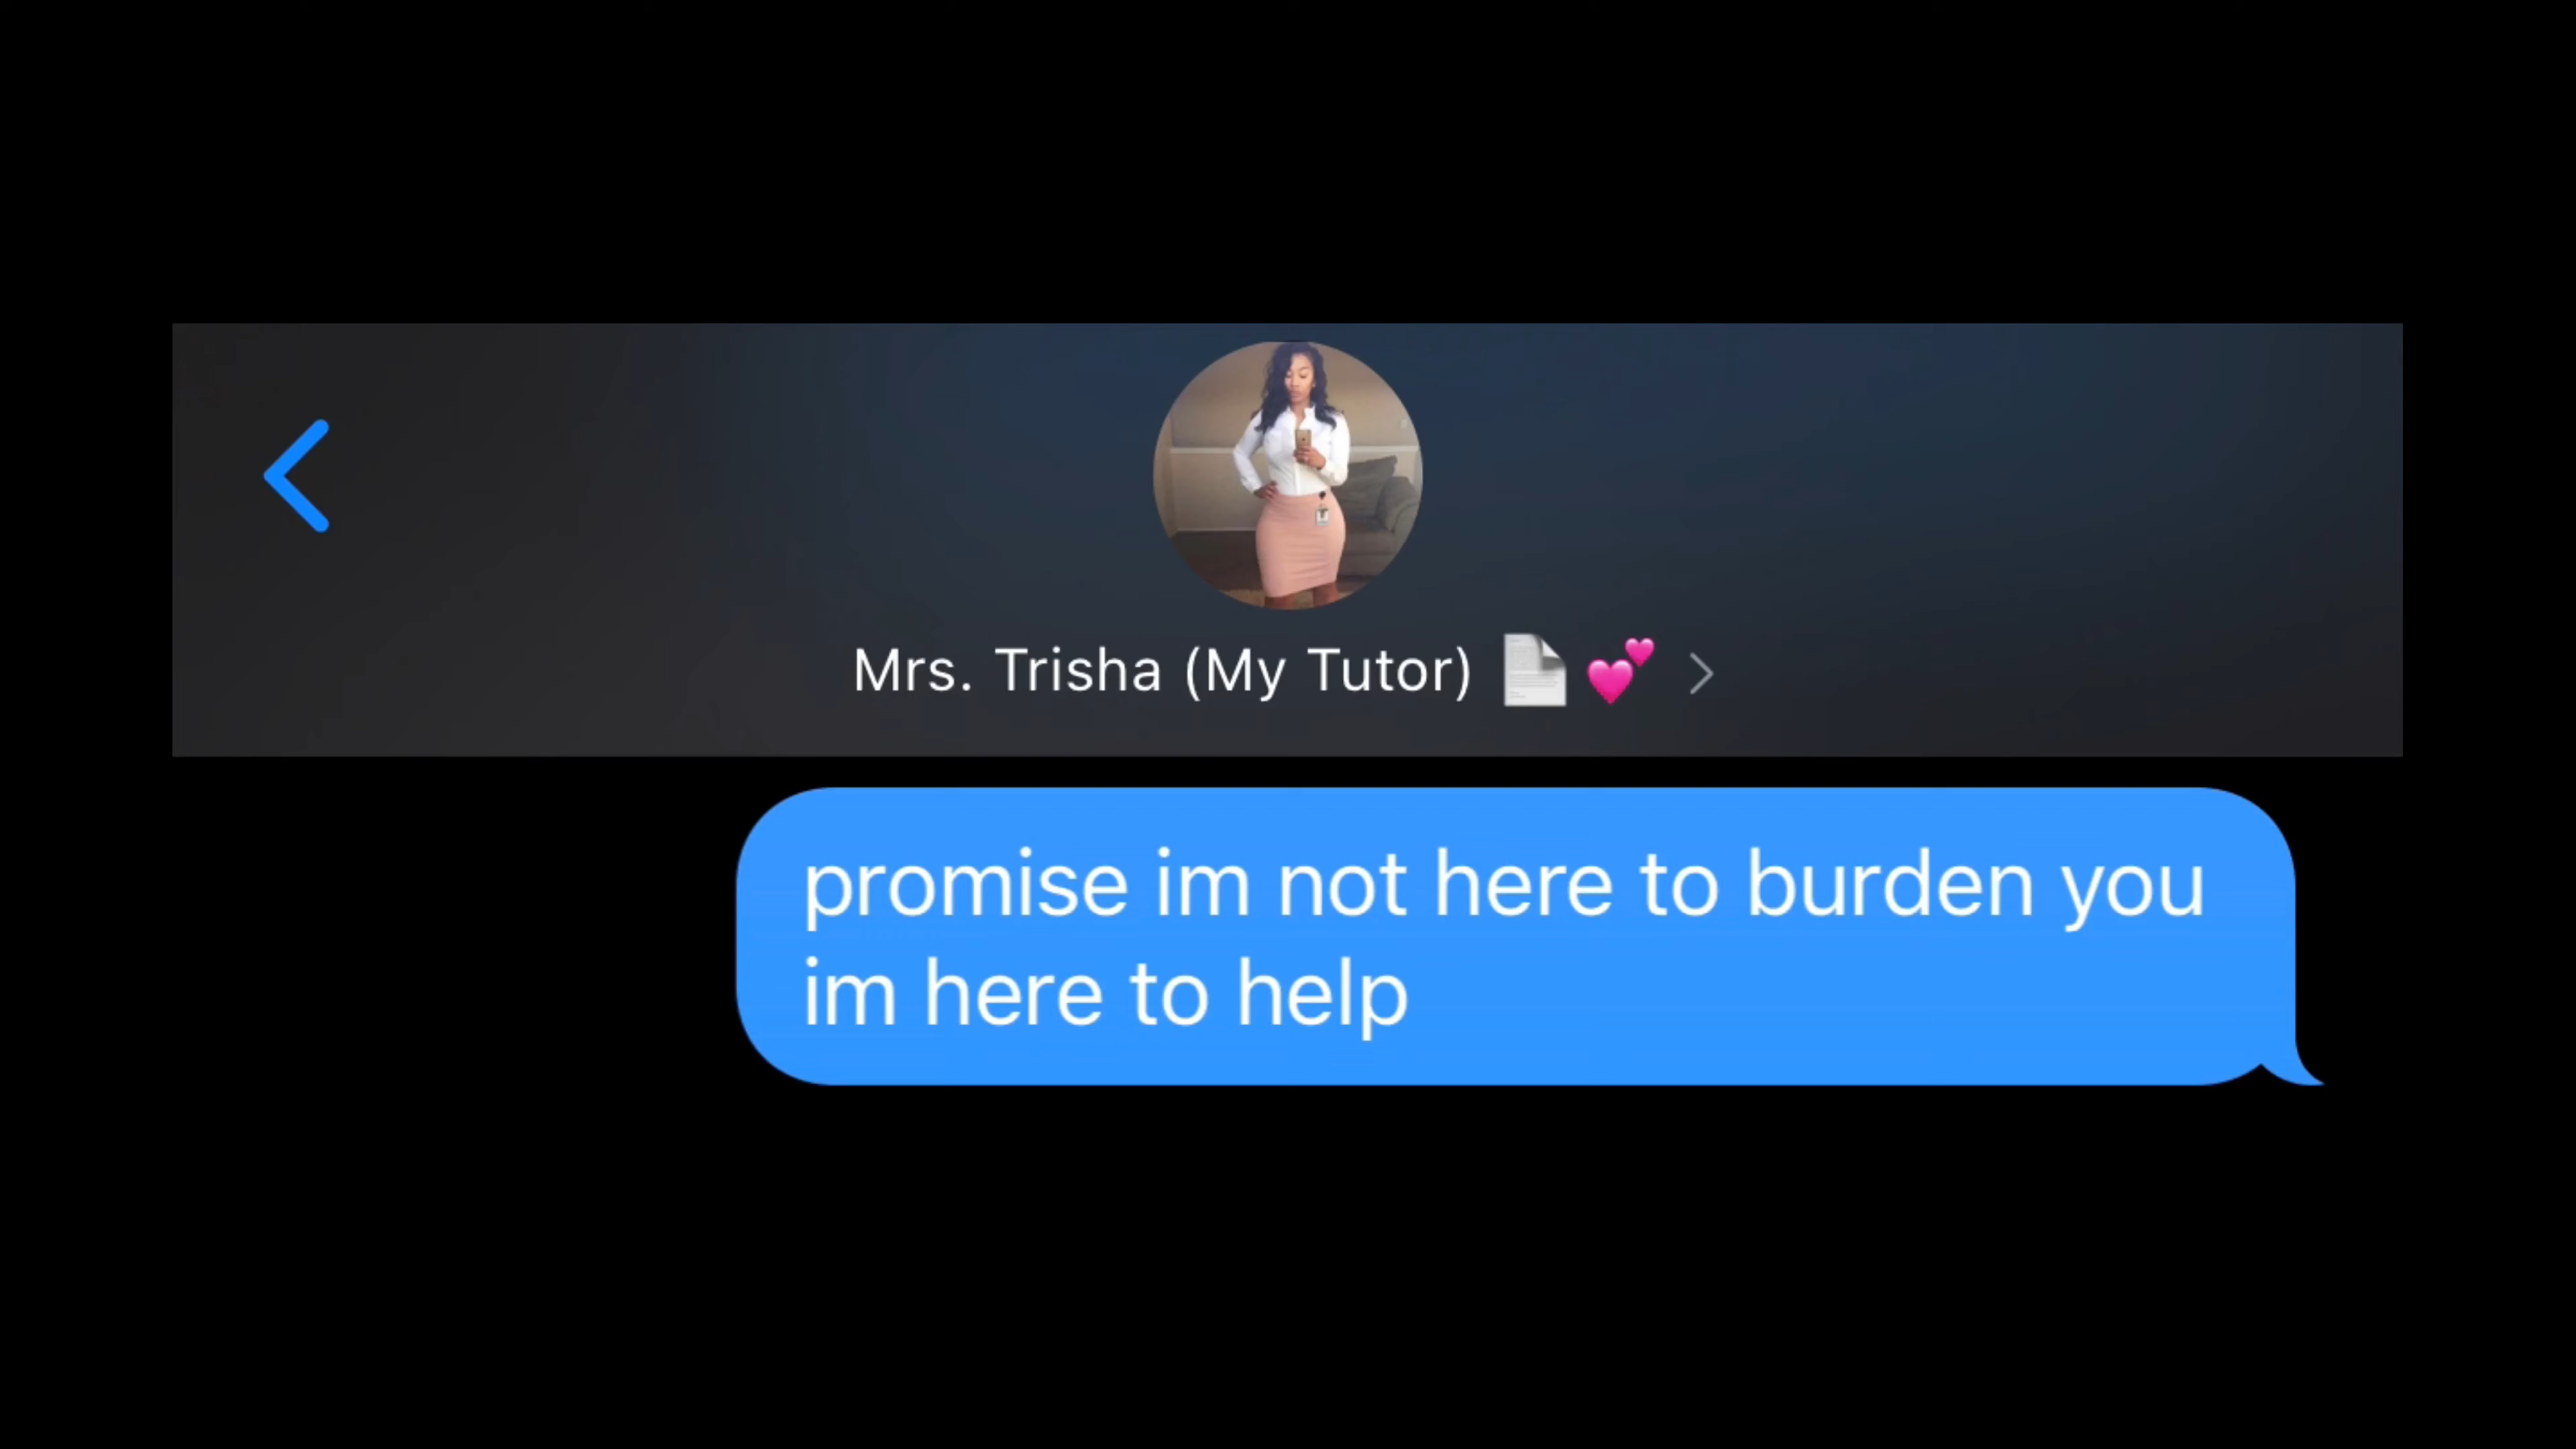 Mrs. Trisha (My Tutor) 📄 💕
promise im not here to burden you
im here to help